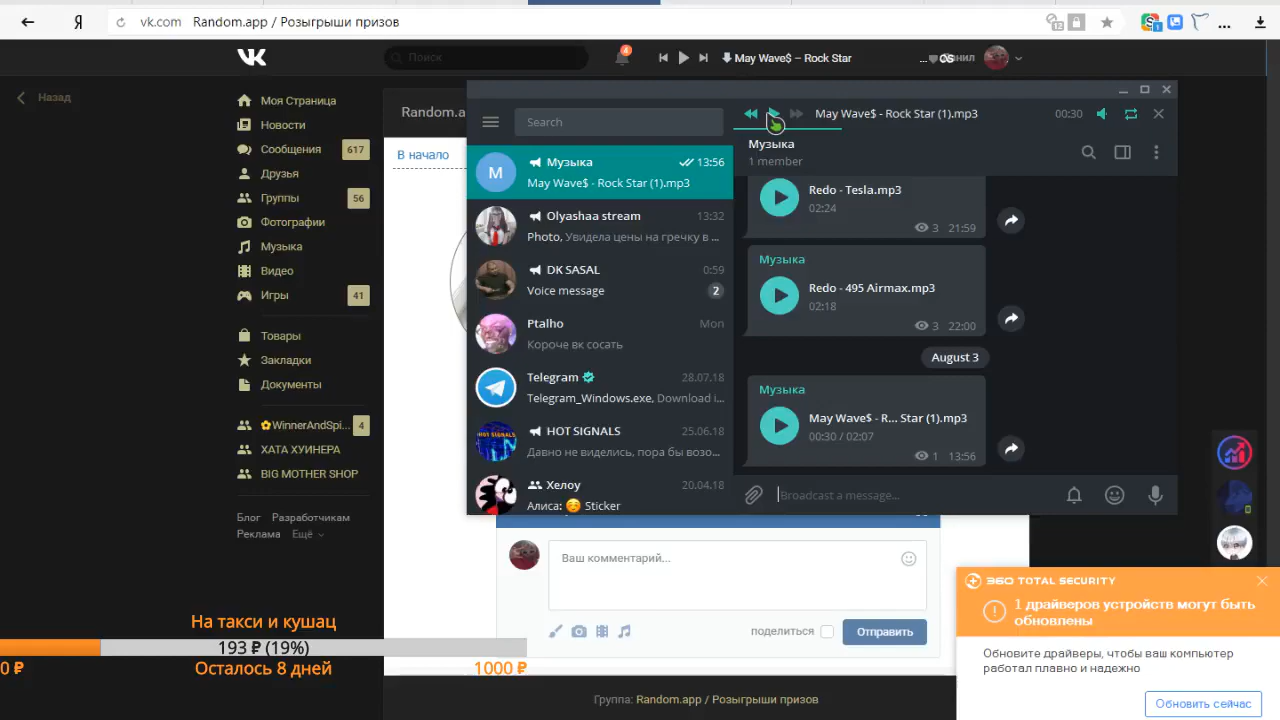 Я
vk.com
Random.app / Розыгрыши призов
12
1
...
Поиск
4
May Wave$ – Rock Star
Назад
Моя Страница
Новости
Сообщения
617
Друзья
Группы
56
Фотографии
Музыка
Видео
Игры
41
Товары
Закладки
Документы
WinnerAndSpi...
4
ХАТА ХУИНЕРА
BIG MOTHER SHOP
Блог
Разработчикам
Реклама
Ещё
Random.a
В начало
Search
М
Музыка
13:56
May Wave$ - Rock Star (1).mp3
Olyashaa stream
13:32
Photo, Увидела цены на гречку в ...
DK SASAL
0:59
Voice message
2
Ptalho
Mon
Короче вк сосать
Telegram
28.07.18
Telegram_Windows.exe, Download i...
HOT SIGNALS
25.06.18
Давно не виделись, пора бы возо...
Хелоу
20.04.18
Алиса: Sticker
May Wave$ - Rock Star (1).mp3
00:30
Музыка
1 member
Redo - Tesla.mp3
02:24
3
21:59
Музыка
Redo - 495 Airmax.mp3
02:18
3
22:00
August 3
Музыка
May Wave$ - R... Star (1).mp3
00:30 / 02:07
1
13:56
Broadcast a message...
Ваш комментарий...
поделиться
Отправить
Группа: Random.app / Розыгрыши призов
На такси и кушац
193 ₽ (19%)
0 ₽
Осталось 8 дней
1000 ₽
360 TOTAL SECURITY
1 драйверов устройств могут быть
обновлены
Обновите драйверы, чтобы ваш компьютер
работал плавно и надежно
Обновить сейчас